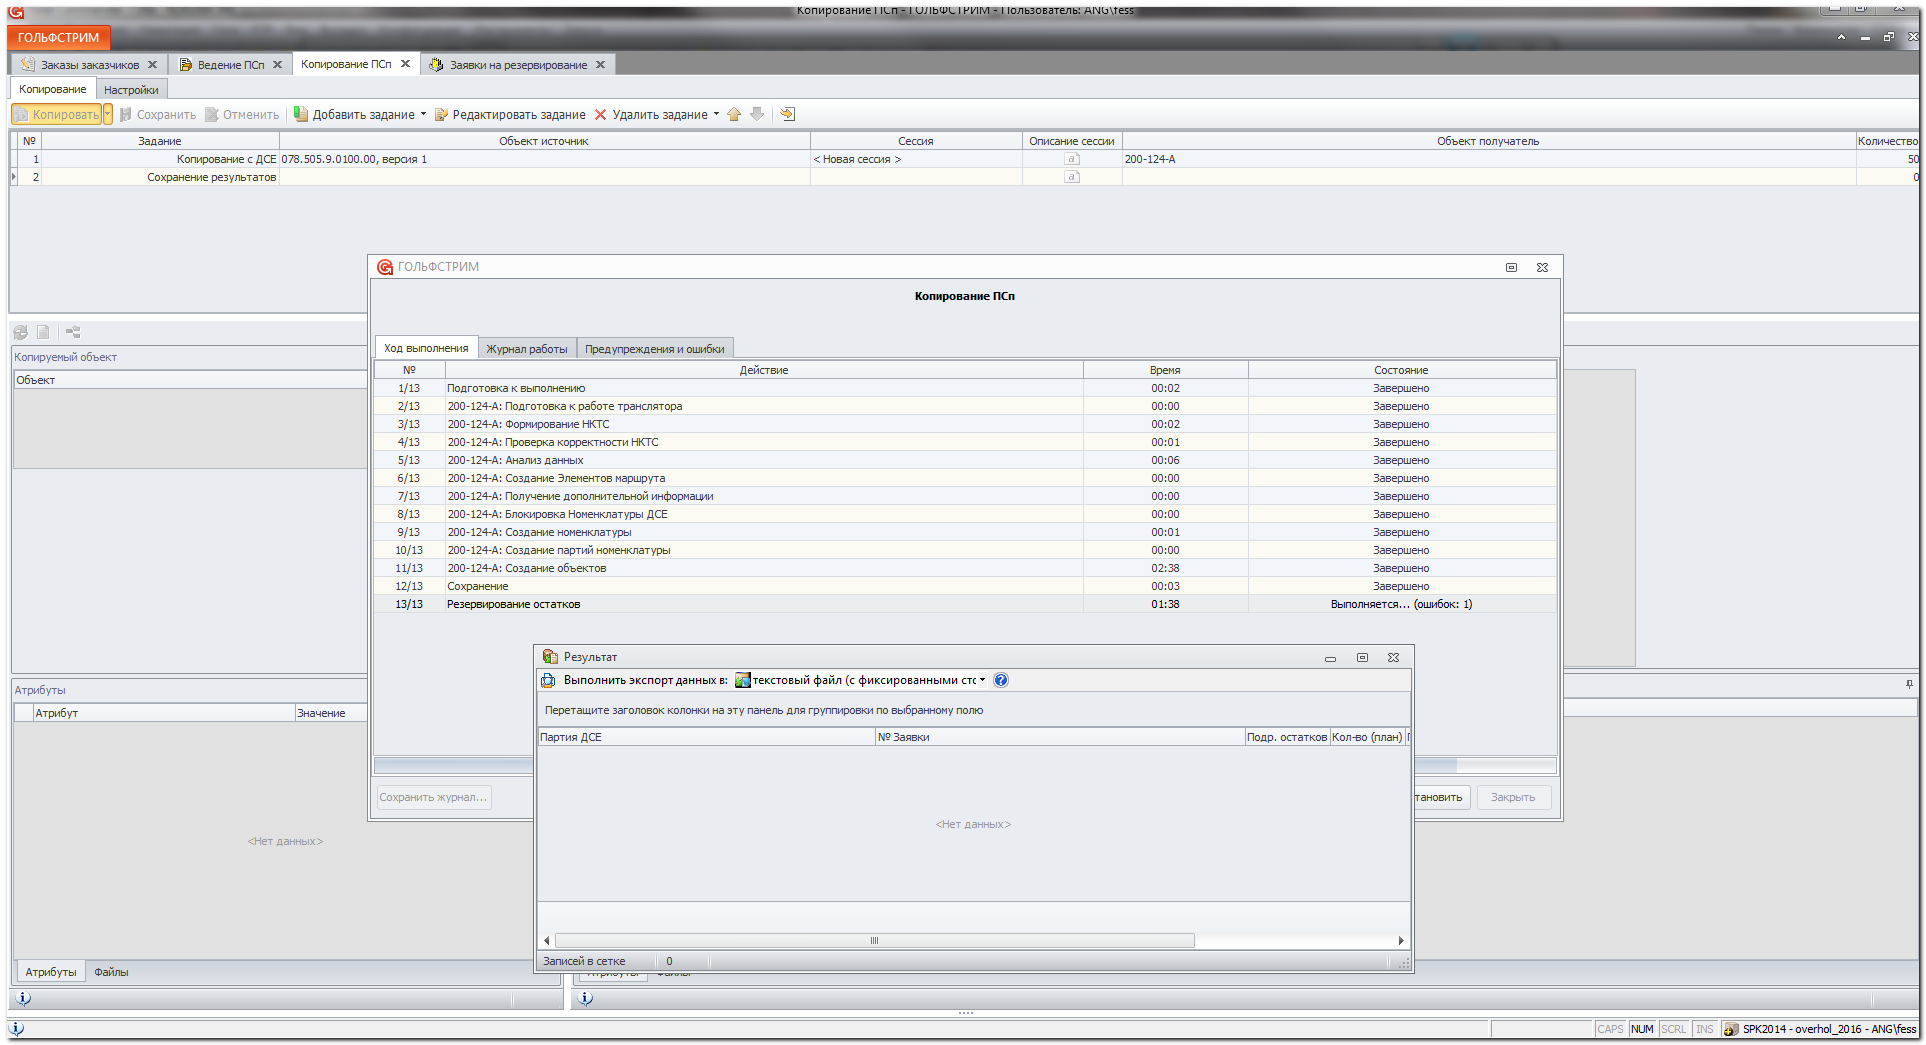 Копирование ПСп - ГОЛЬФСТРИМ - Пользователь: ANG\fess
ГОЛЬФСТРИМ
Заказы заказчиков
Ведение ПСп
Копирование ПСп
Заявки на резервирование
Копирование
Настройки
Копировать
Сохранить
Отменить
Добавить задание
Редактировать задание
Удалить задание
№ Задание Объект источник Сессия Описание сессии Объект получатель Количество
1 Копирование с ДСЕ 078.505.9.0100.00, версия 1 < Новая сессия > a 200-124-А 50
2 Сохранение результатов a 0
ГОЛЬФСТРИМ
Копирование ПСп
Копируемый объект
Объект
Ход выполнения
Журнал работы
Предупреждения и ошибки
№ Действие Время Состояние
1/13 Подготовка к выполнению 00:02 Завершено
2/13 200-124-А: Подготовка к работе транслятора 00:00 Завершено
3/13 200-124-А: Формирование НКТС 00:02 Завершено
4/13 200-124-А: Проверка корректности НКТС 00:01 Завершено
5/13 200-124-А: Анализ данных 00:06 Завершено
6/13 200-124-А: Создание Элементов маршрута 00:00 Завершено
7/13 200-124-А: Получение дополнительной информации 00:00 Завершено
8/13 200-124-А: Блокировка Номенклатуры ДСЕ 00:00 Завершено
9/13 200-124-А: Создание номенклатуры 00:01 Завершено
10/13 200-124-А: Создание партий номенклатуры 00:00 Завершено
11/13 200-124-А: Создание объектов 02:38 Завершено
12/13 Сохранение 00:03 Завершено
13/13 Резервирование остатков 01:38 Выполняется... (ошибок: 1)
Результат
Выполнить экспорт данных в: текстовый файл (с фиксированными стс
Перетащите заголовок колонки на эту панель для группировки по выбранному полю
Партия ДСЕ № Заявки Подр. остатков Кол-во (план)
<Нет данных>
Записей в сетке 0
Атрибуты
Атрибут Значение
<Нет данных>
Сохранить журнал...
тановить
Закрыть
Атрибуты
Файлы
Атрибуты
Файлы
CAPS NUM SCRL INS SPK2014 - overhol_2016 - ANG\fess